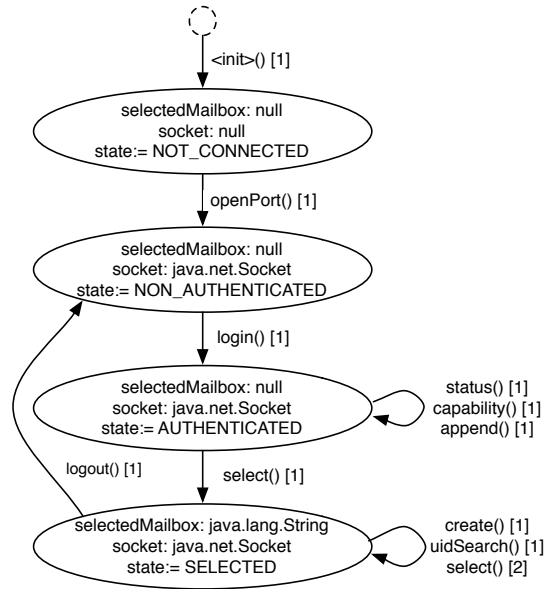 <init>() [1]
selectedMailbox: null
socket: null
state:= NOT_CONNECTED
openPort() [1]
selectedMailbox: null
socket: java.net.Socket
state:= NON_AUTHENTICATED
login() [1]
selectedMailbox: null
socket: java.net.Socket
state:= AUTHENTICATED
status() [1]
capability() [1]
append() [1]
logout() [1]
select() [1]
selectedMailbox: java.lang.String
socket: java.net.Socket
state:= SELECTED
create() [1]
uidSearch() [1]
select() [2]